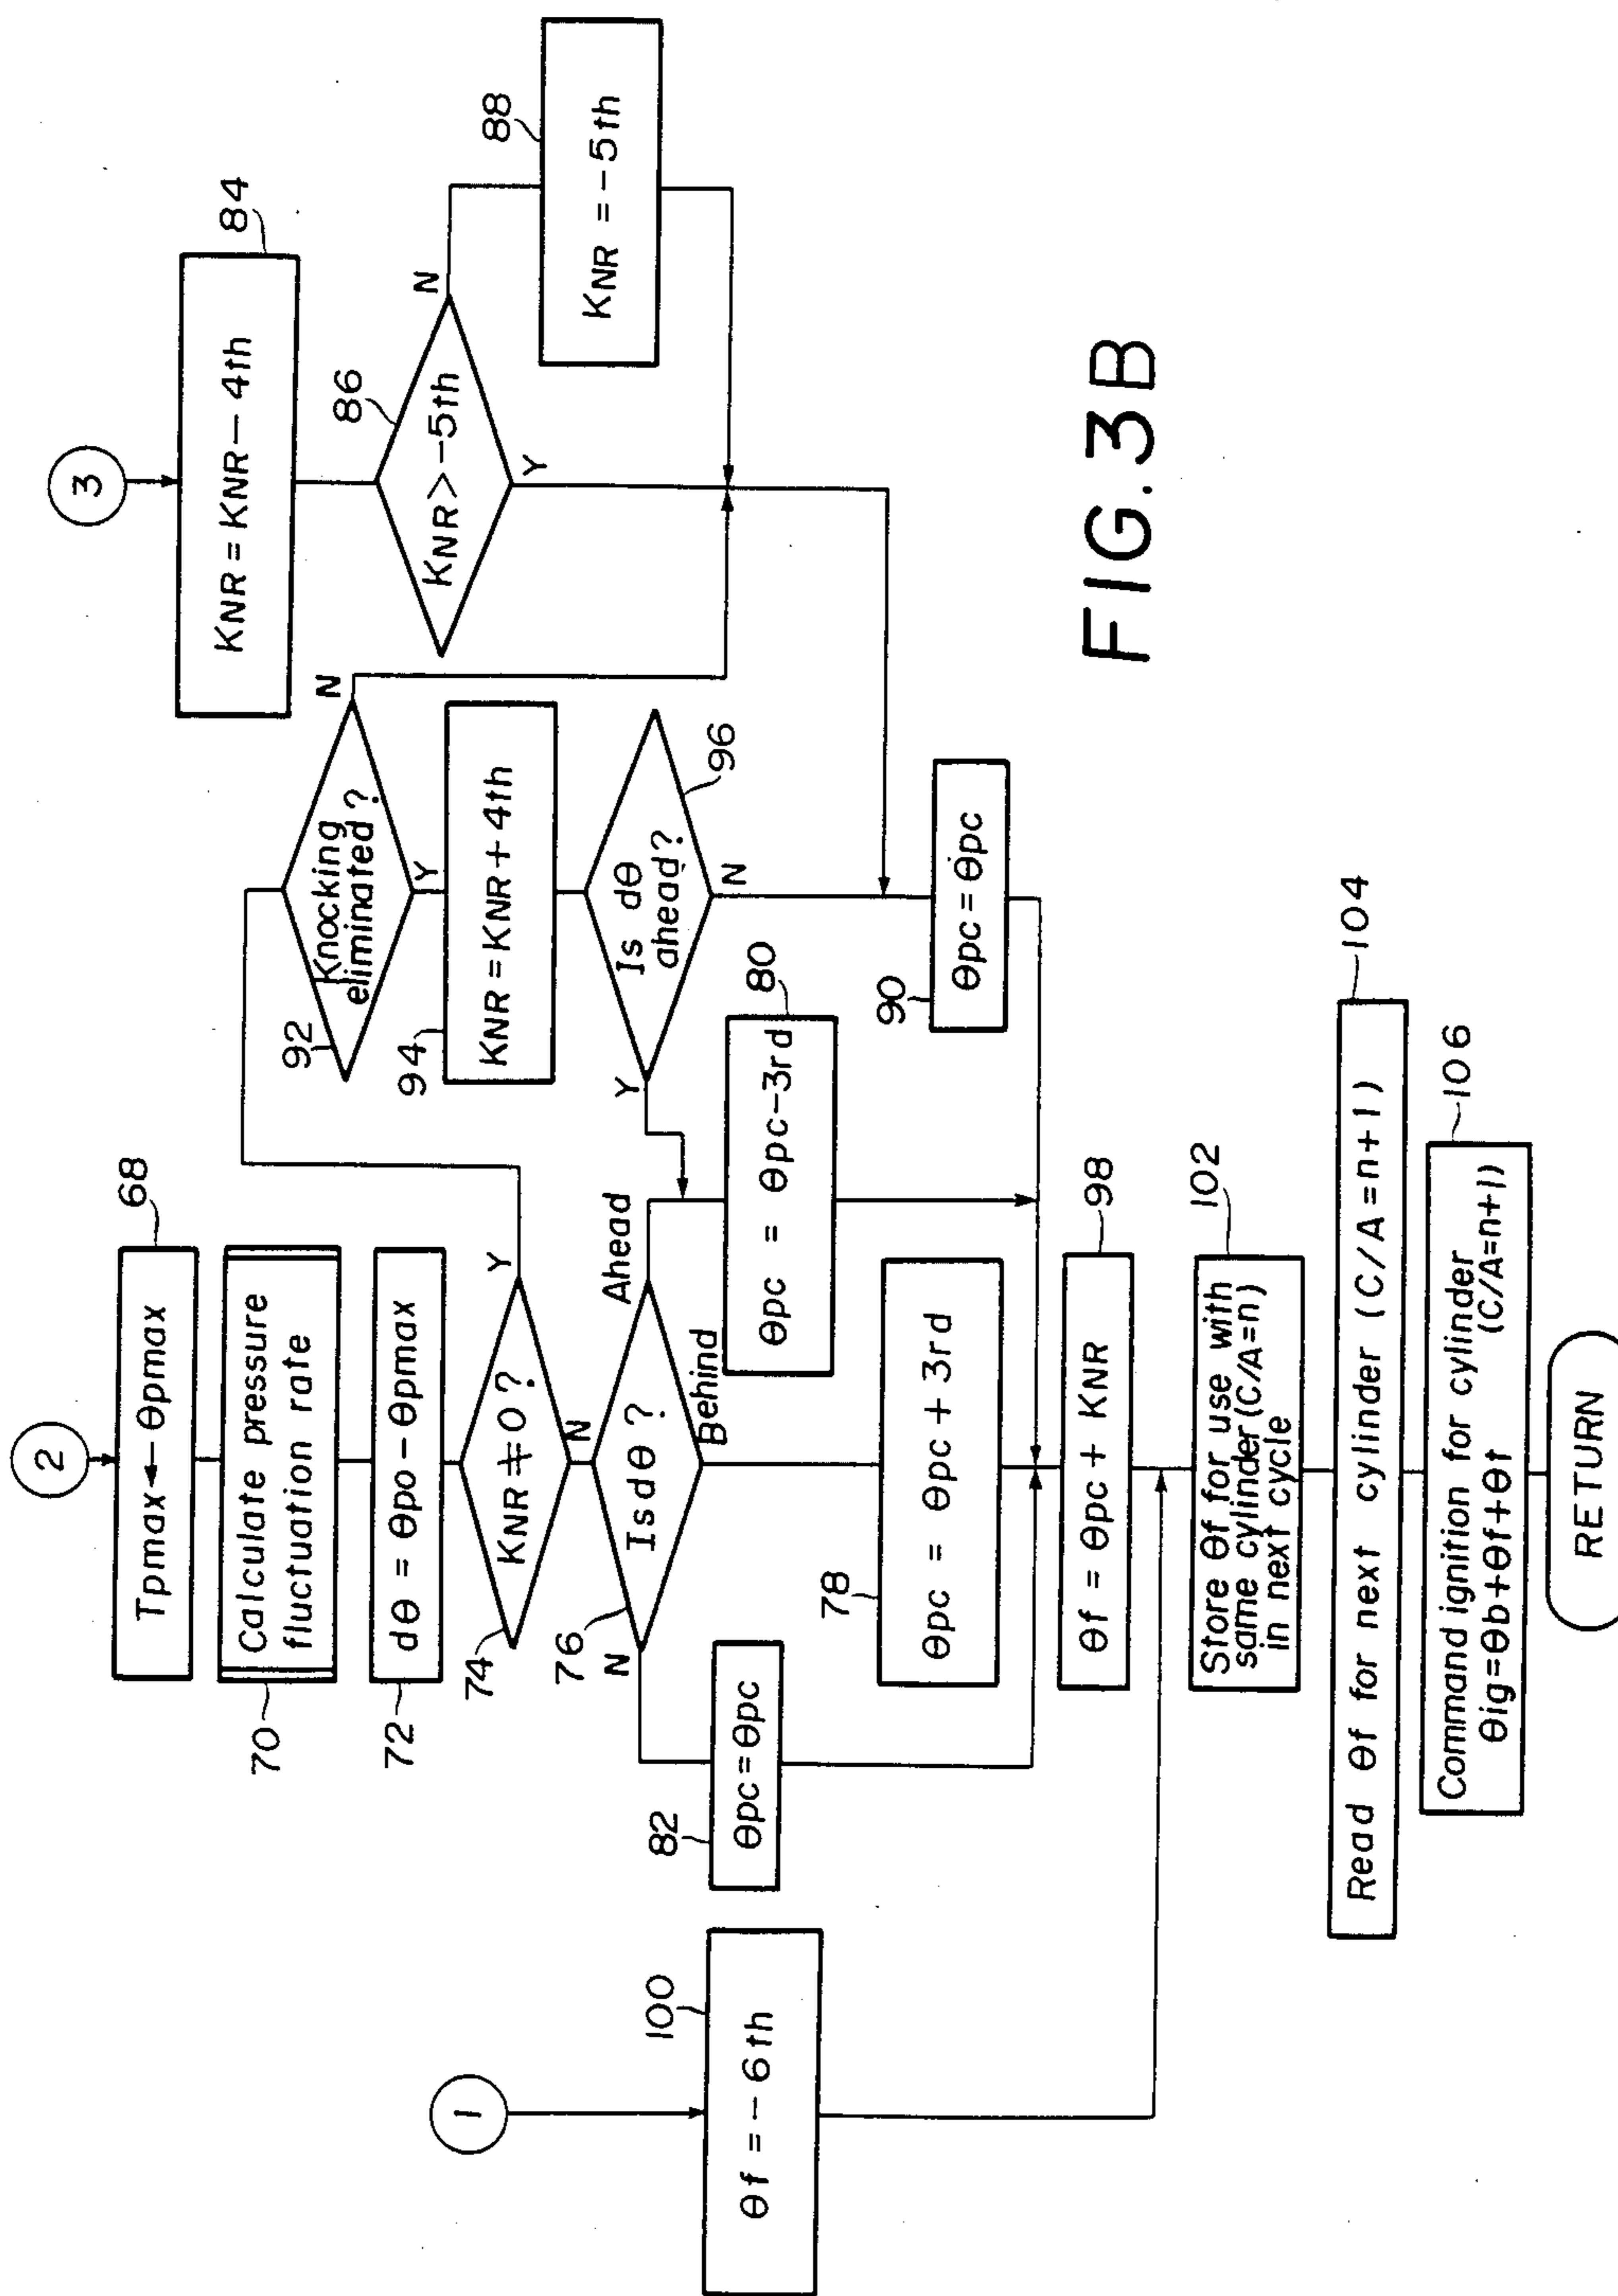 1
100
θf = -6th
2
Tpmax←θpmax
68
Calculate pressure
fluctuation rate
70
dθ = θpo - θpmax
72
KNR ≠ 0 ?
74
Y
N
Is dθ ?
76
Ahead
Behind
N
θpc = θpc
82
θpc = θpc + 3rd
78
θpc = θpc-3rd
80
Knocking
eliminated ?
92
N
Y
KNR = KNR + 4th
94
Is dθ
ahead?
96
Y
N
θpc = θpc
90
3
KNR = KNR - 4th
84
KNR > -5th
86
N
Y
KNR = -5th
88
θf = θpc + KNR
98
Store θf for use with
same cylinder (C/A=n)
in next cycle
102
Read θf for next cylinder (C/A=n+1)
104
Command ignition for cylinder
θig=θb+θf+θt (C/A=n+1)
106
RETURN
FIG.3B